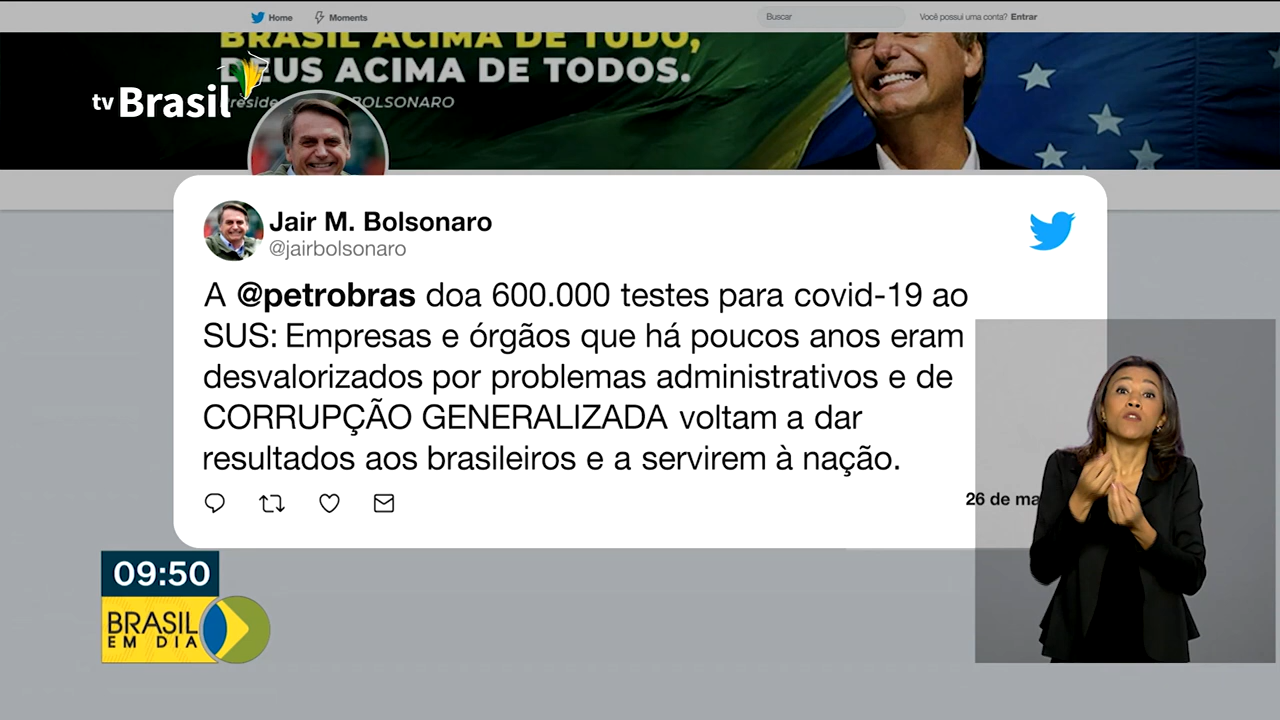 Home
Moments
Buscar
Você possui uma conta? Entrar
BRASIL ACIMA DE TUDO,
DEUS ACIMA DE TODOS.
BOLSONARO
tv Brasil
Jair M. Bolsonaro
@jairbolsonaro
A @petrobras doa 600.000 testes para covid-19 ao
SUS: Empresas e órgãos que há poucos anos eram
desvalorizados por problemas administrativos e de
CORRUPÇÃO GENERALIZADA voltam a dar
resultados aos brasileiros e a servirem à nação.
26 de ma
09:50
BRASIL
EM DIA